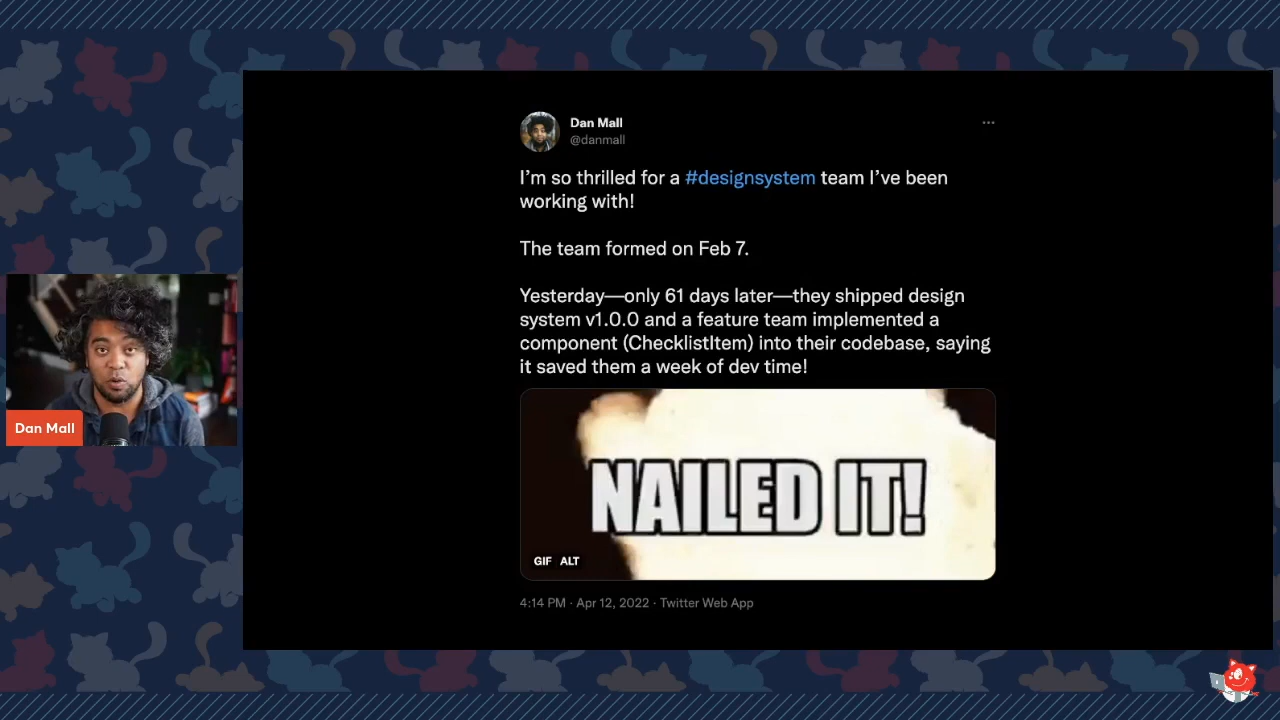 Dan Mall
@danmall
I’m so thrilled for a #designsystem team I’ve been
working with!
The team formed on Feb 7.
Yesterday—only 61 days later—they shipped design
system v1.0.0 and a feature team implemented a
component (ChecklistItem) into their codebase, saying
it saved them a week of dev time!
NAILED IT!
GIF ALT
4:14 PM · Apr 12, 2022 · Twitter Web App
Dan Mall